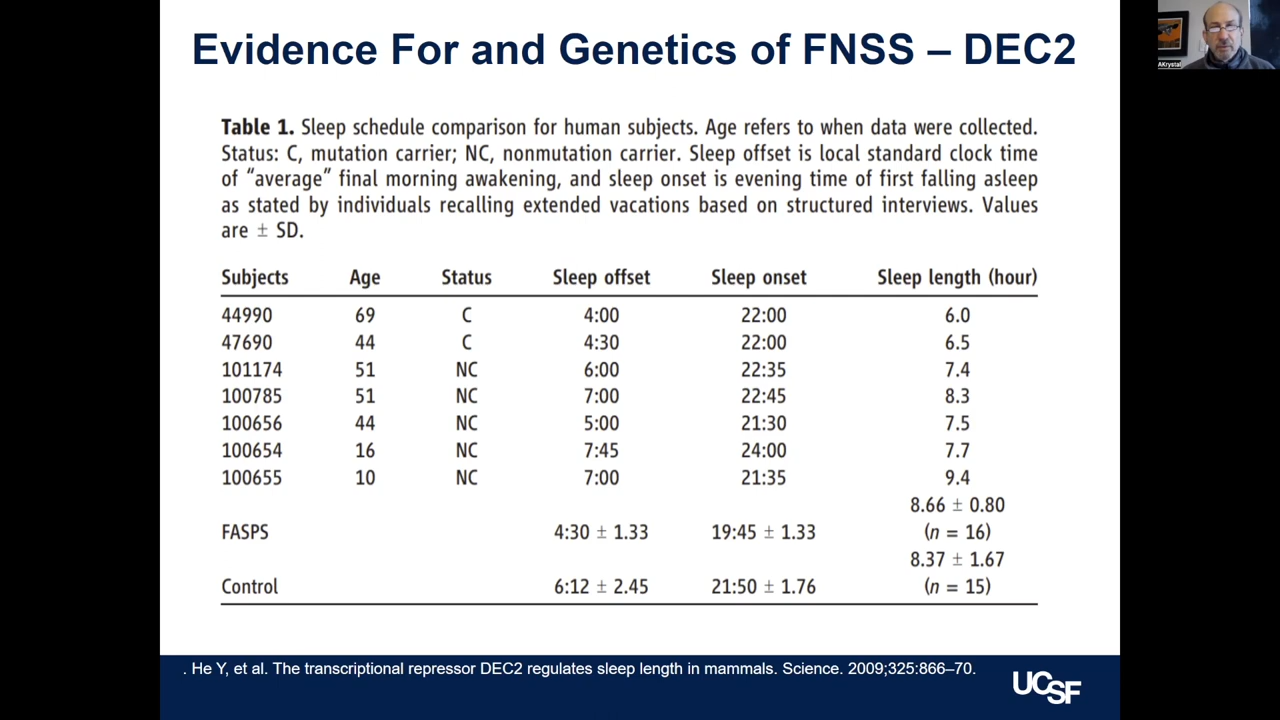 Evidence For and Genetics of FNSS – DEC2
AKrystal
Table 1. Sleep schedule comparison for human subjects. Age refers to when data were collected.
Status: C, mutation carrier; NC, nonmutation carrier. Sleep offset is local standard clock time
of “average” final morning awakening, and sleep onset is evening time of first falling asleep
as stated by individuals recalling extended vacations based on structured interviews. Values
are ± SD.
Subjects Age Status Sleep offset Sleep onset Sleep length (hour)
44990 69 C 4:00 22:00 6.0
47690 44 C 4:30 22:00 6.5
101174 51 NC 6:00 22:35 7.4
100785 51 NC 7:00 22:45 8.3
100656 44 NC 5:00 21:30 7.5
100654 16 NC 7:45 24:00 7.7
100655 10 NC 7:00 21:35 9.4
8.66 ± 0.80
FASPS 4:30 ± 1.33 19:45 ± 1.33 (n = 16)
8.37 ± 1.67
Control 6:12 ± 2.45 21:50 ± 1.76 (n = 15)
. He Y, et al. The transcriptional repressor DEC2 regulates sleep length in mammals. Science. 2009;325:866–70.
UCSF